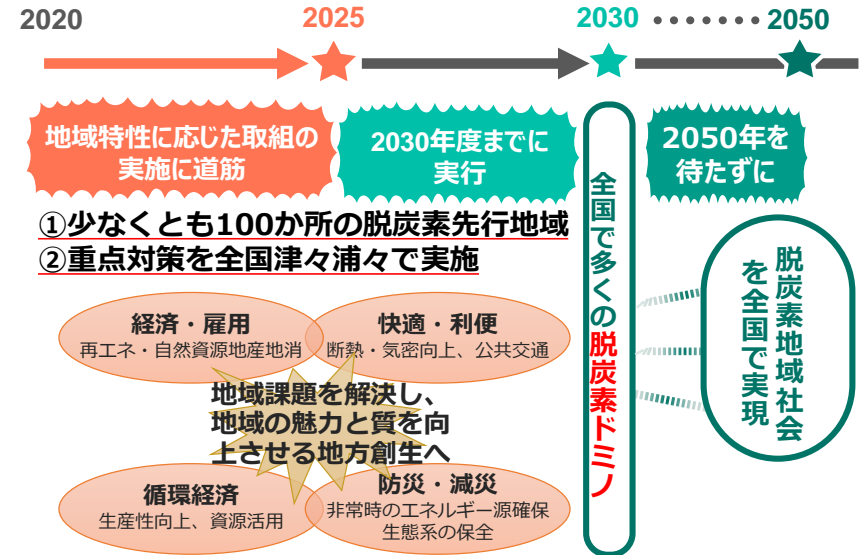 2020
2025
2030
2050
地域特性に応じた取組の
実施に道筋
2030年度までに
実行
2050年を
待たずに
①少なくとも100か所の脱炭素先行地域
②重点対策を全国津々浦々で実施
経済・雇用
再エネ・自然資源地産地消
快適・利便
断熱・気密向上、公共交通
地域課題を解決し、
地域の魅力と質を向
上させる地方創生へ
循環経済
生産性向上、資源活用
防災・減災
非常時のエネルギー源確保
生態系の保全
全国で多くの脱炭素ドミノ
脱炭素地域社会
を全国で実現